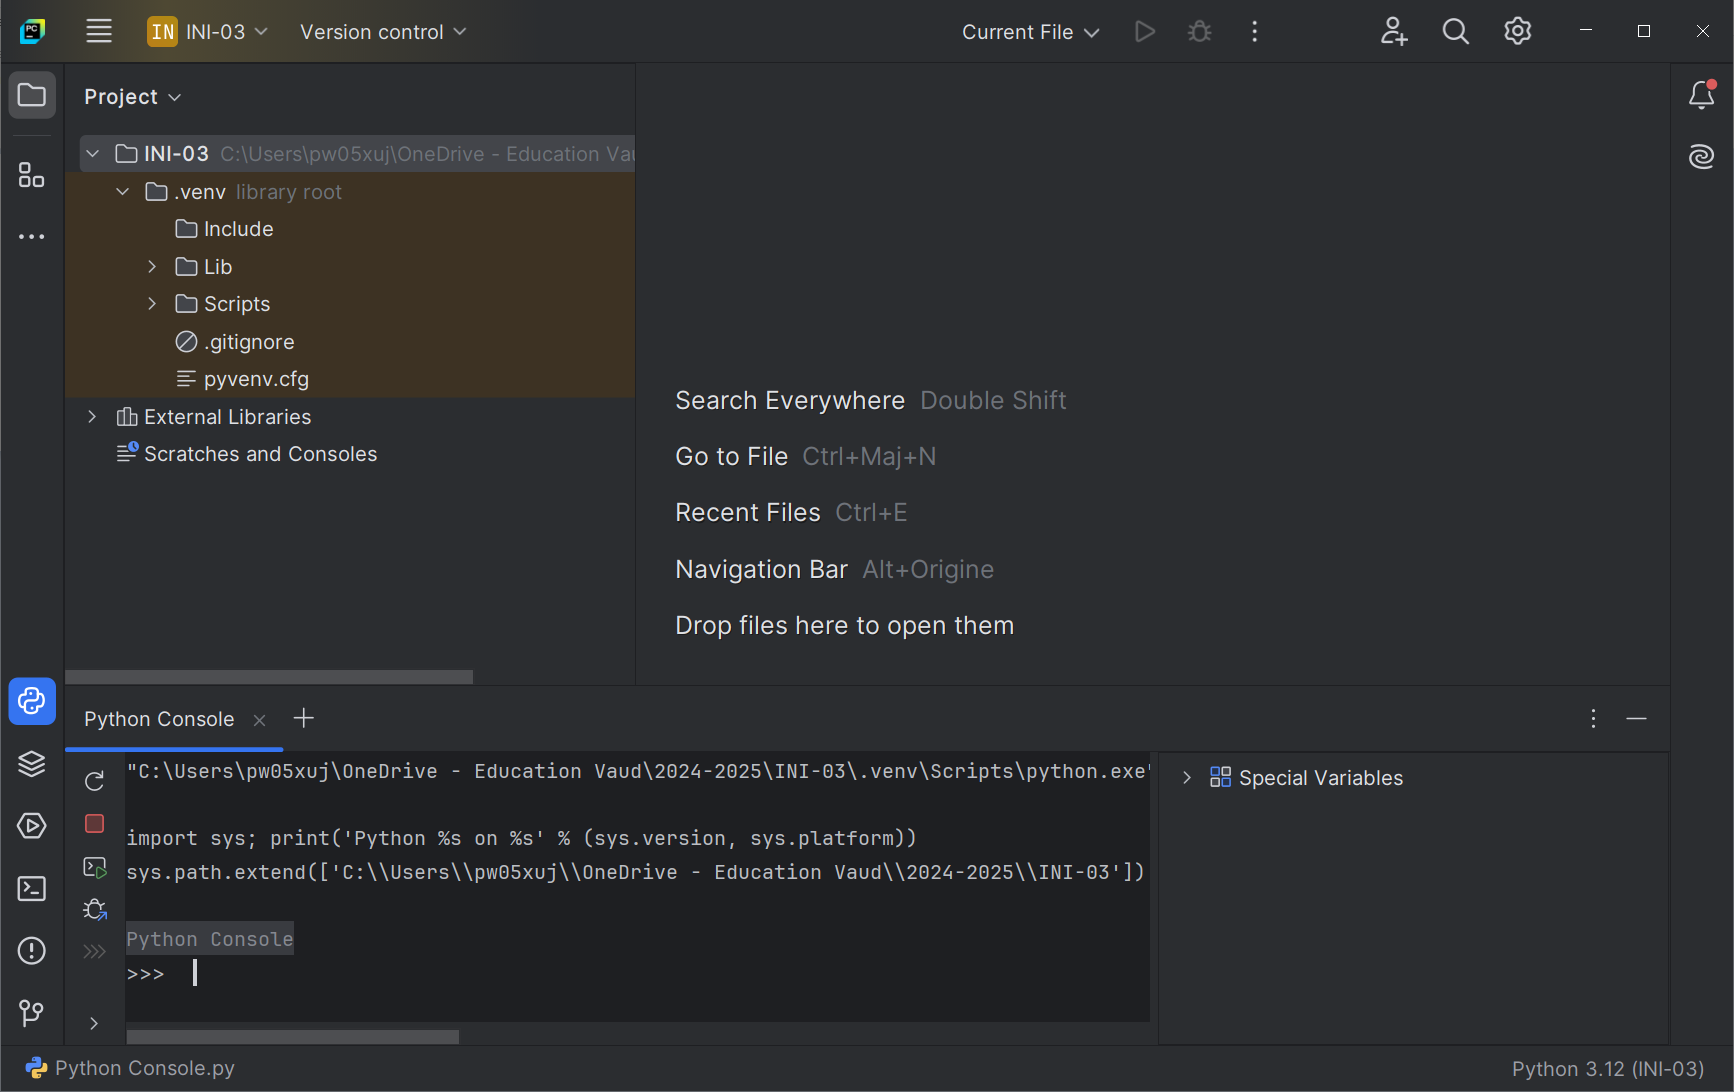 PC
IN INI-03 Version control Current File
Project
INI-03 C:\Users\pw05xuj\OneDrive - Education Vau
.venv library root
Include
Lib
Scripts
.gitignore
pyvenv.cfg
External Libraries
Scratches and Consoles
Search Everywhere Double Shift
Go to File Ctrl+Maj+N
Recent Files Ctrl+E
Navigation Bar Alt+Origine
Drop files here to open them
Python Console
"C:\Users\pw05xuj\OneDrive - Education Vaud\2024-2025\INI-03\.venv\Scripts\python.exe"
import sys; print('Python %s on %s' % (sys.version, sys.platform))
sys.path.extend(['C:\\Users\\pw05xuj\\OneDrive - Education Vaud\\2024-2025\\INI-03'])
Python Console
>>>
Special Variables
Python Console.py
Python 3.12 (INI-03)